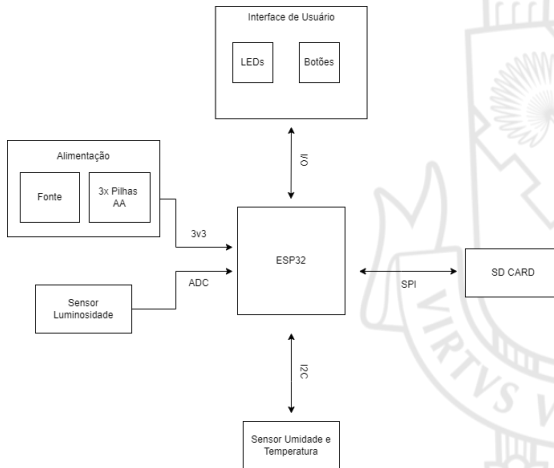 Interface de Usuário
LEDs
Botões
I/O
Alimentação
Fonte
3x Pilhas
AA
3v3
ESP32
ADC
Sensor
Luminosidade
SPI
SD CARD
I2C
Sensor Umidade e
Temperatura
VIRTVS V